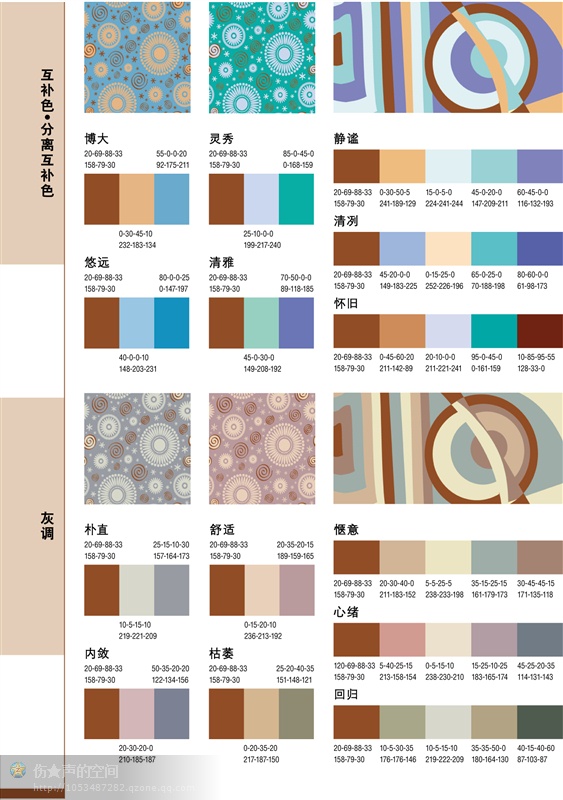 互补色•分离互补色
博大
20-69-88-33 55-0-0-20
158-79-30 92-175-211
0-30-45-10
232-183-134
灵秀
20-69-88-33 85-0-45-0
158-79-30 0-168-159
25-10-0-0
199-217-240
静谧
20-69-88-33 0-30-50-5 15-0-5-0 45-0-20-0 60-45-0-0
158-79-30 241-189-129 224-241-244 147-209-211 116-132-193
悠远
20-69-88-33 80-0-0-25
158-79-30 0-147-197
40-0-0-10
148-203-231
清雅
20-69-88-33 70-50-0-0
158-79-30 89-118-185
45-0-30-0
149-208-192
清冽
20-69-88-33 45-20-0-0 0-15-25-0 65-0-25-0 80-60-0-0
158-79-30 149-183-225 252-226-196 70-188-198 61-98-173
怀旧
20-69-88-33 0-45-60-20 20-10-0-0 95-0-45-0 10-85-95-55
158-79-30 211-142-89 211-221-241 0-161-159 128-33-0
灰调
朴直
20-69-88-33 25-15-10-30
158-79-30 157-164-173
10-5-15-10
219-221-209
舒适
20-69-88-33 20-35-20-15
158-79-30 189-159-165
0-15-20-10
236-213-192
惬意
20-69-88-33 20-30-40-0 5-5-25-5 35-15-25-15 30-45-45-15
158-79-30 211-183-152 238-233-198 161-179-173 171-135-118
内敛
20-69-88-33 50-35-20-20
158-79-30 122-134-156
20-30-20-0
210-185-187
枯萎
20-69-88-33 25-20-40-35
158-79-30 151-148-121
0-20-35-20
217-187-150
心绪
120-69-88-33 5-40-25-15 0-5-15-10 15-25-10-25 45-25-20-35
158-79-30 213-158-154 238-230-210 183-165-174 114-131-143
回归
20-69-88-33 10-5-30-35 10-5-15-10 35-35-50-0 40-15-40-60
158-79-30 176-176-146 219-222-209 180-164-130 87-103-87
伤★声的空间
http://1053487282.qzone.qq.com